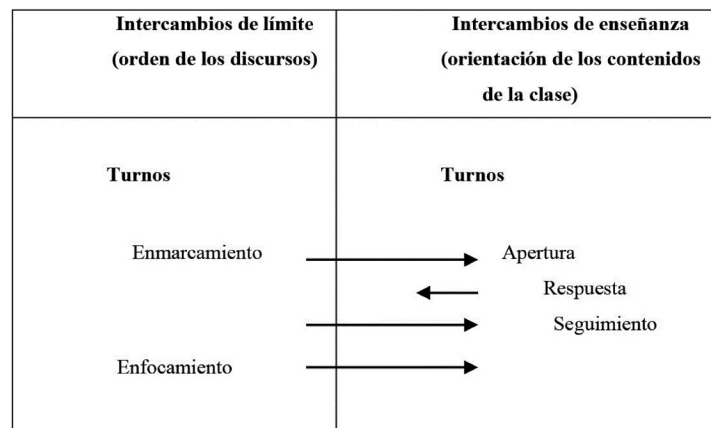 Intercambios de límite
(orden de los discursos)
Intercambios de enseñanza
(orientación de los contenidos
de la clase)
Turnos
Turnos
Enmarcamiento
Apertura
Respuesta
Seguimiento
Enfocamiento